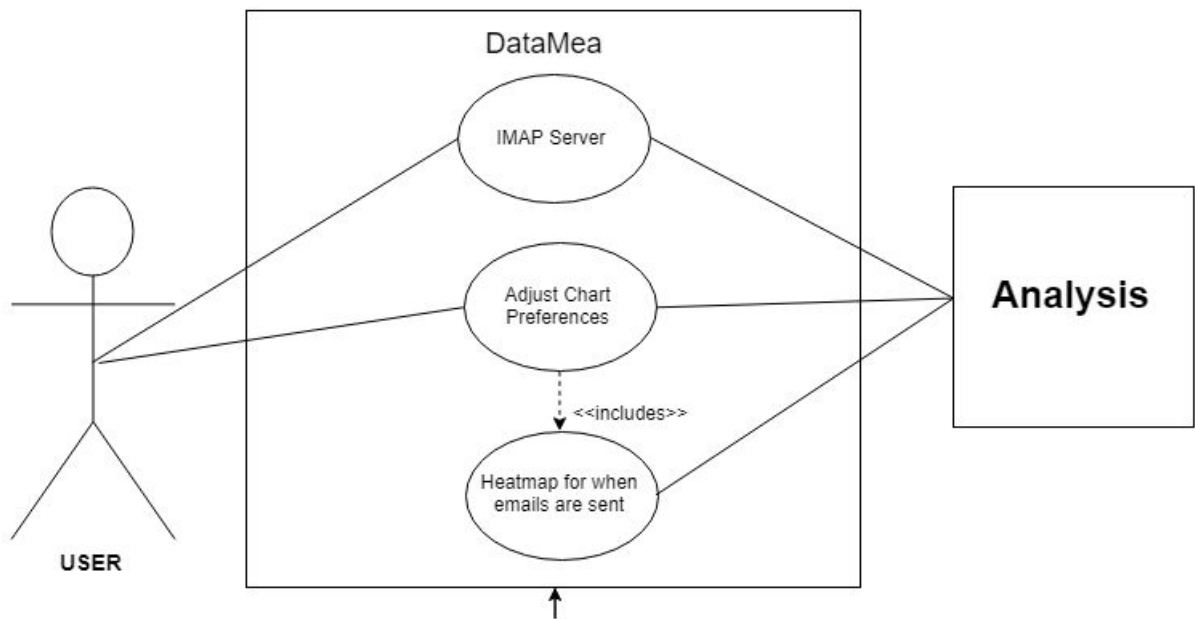 DataMea
IMAP Server
Adjust Chart
Preferences
Analysis
<<includes>>
Heatmap for when
emails are sent
USER